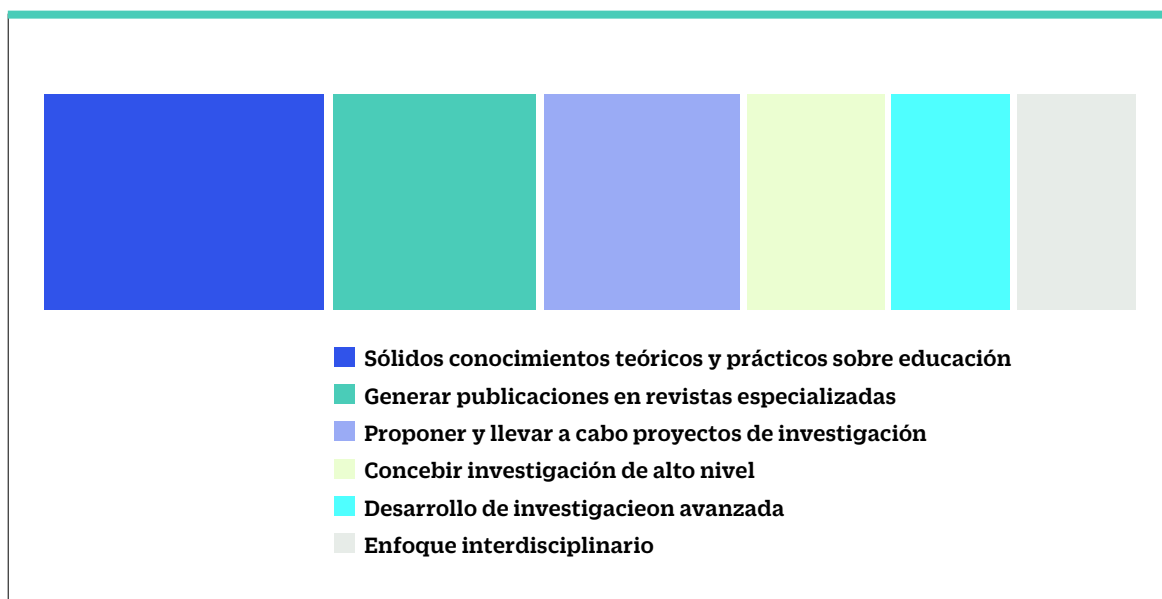 Sólidos conocimientos teóricos y prácticos sobre educación
Generar publicaciones en revistas especializadas
Proponer y llevar a cabo proyectos de investigación
Concebir investigación de alto nivel
Desarrollo de investigacieon avanzada
Enfoque interdisciplinario